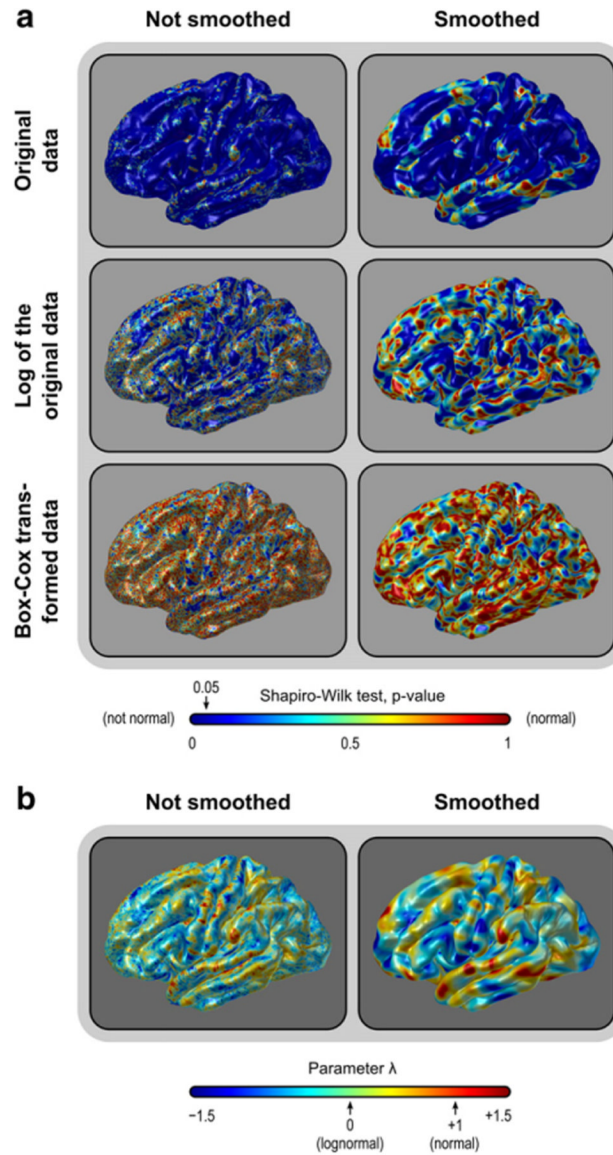 a
Not smoothed
Smoothed
Original
data
Log of the
original data
Box-Cox trans-
formed data
0.05
Shapiro-Wilk test, p-value
(not normal)
(normal)
0
0.5
1
b
Not smoothed
Smoothed
Parameter λ
−1.5
0
+1
+1.5
(lognormal)
(normal)